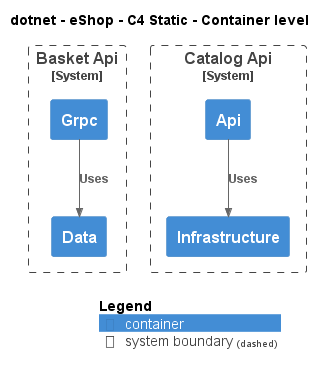 dotnet - eShop - C4 Static - Container level
Basket Api
[System]
Grpc
Uses
Data
Catalog Api
[System]
Api
Uses
Infrastructure
Legend
container
system boundary (dashed)